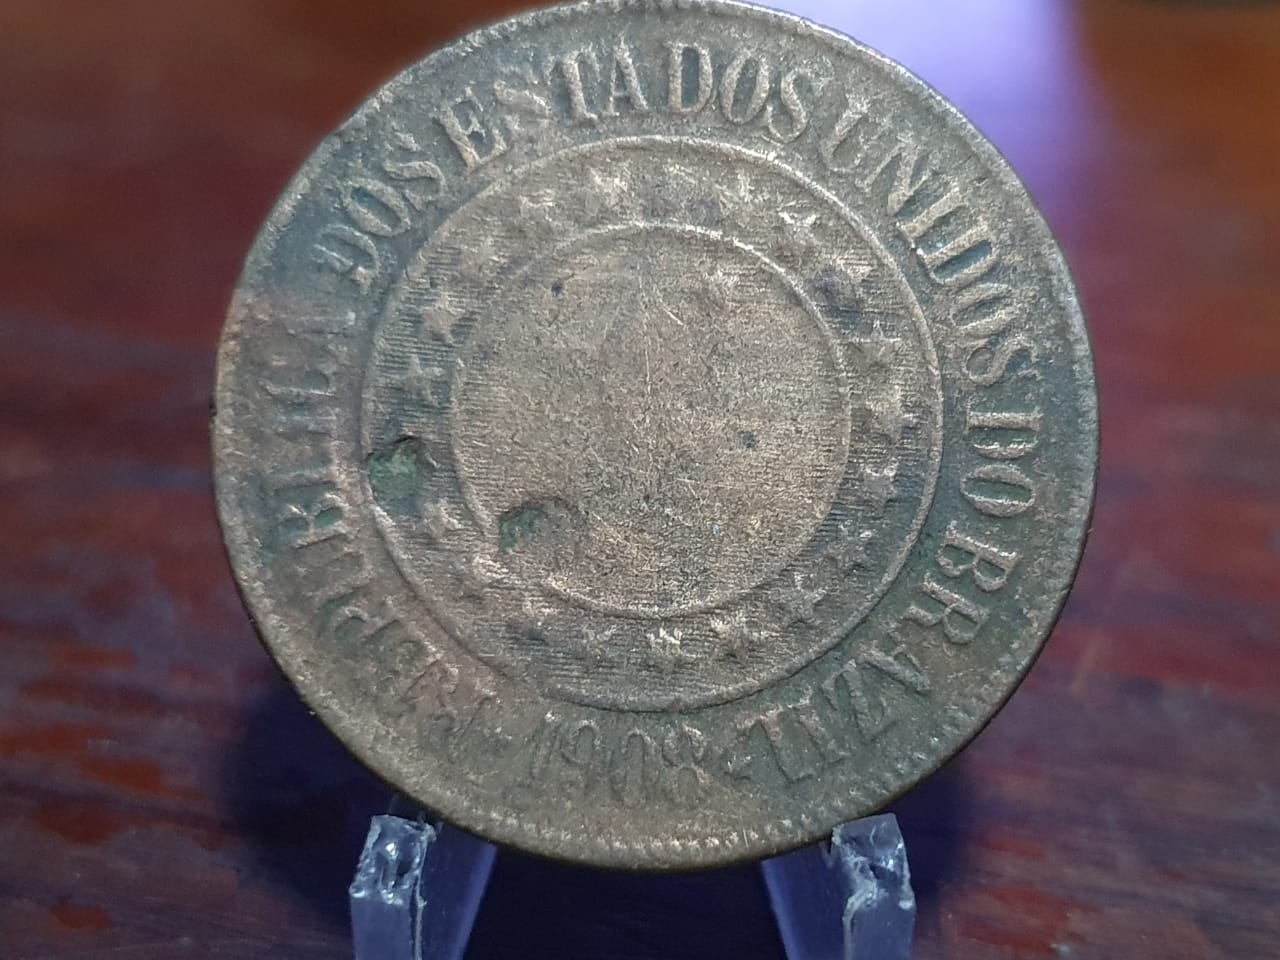 REPUBLICA DOS ESTADOS UNIDOS DO BRAZIL
1908